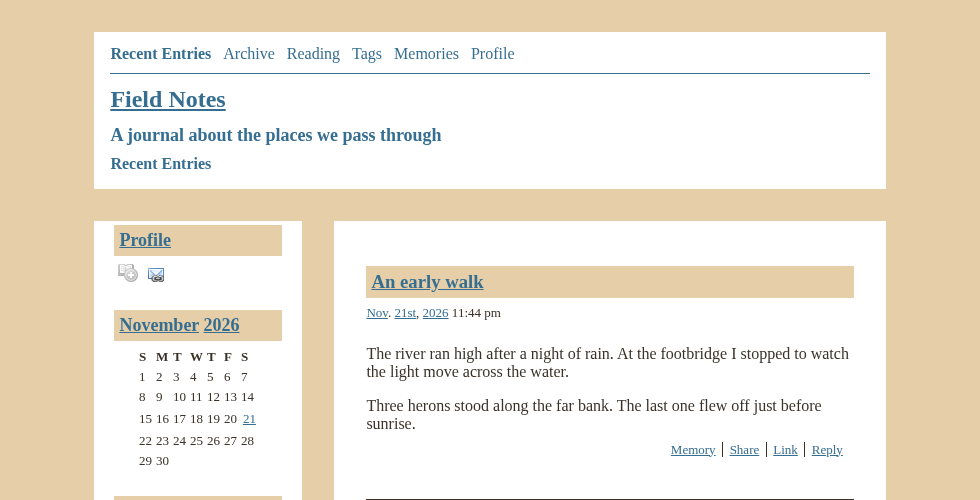 Recent Entries Archive Reading Tags Memories Profile
Field Notes
A journal about the places we pass through
Recent Entries
Profile
November 2026
S M T W T F S
1 2 3 4 5 6 7
8 9 10 11 12 13 14
15 16 17 18 19 20 21
22 23 24 25 26 27 28
29 30
An early walk
Nov. 21st, 2026 11:44 pm
The river ran high after a night of rain. At the footbridge I stopped to watch
the light move across the water.
Three herons stood along the far bank. The last one flew off just before
sunrise.
Memory Share Link Reply